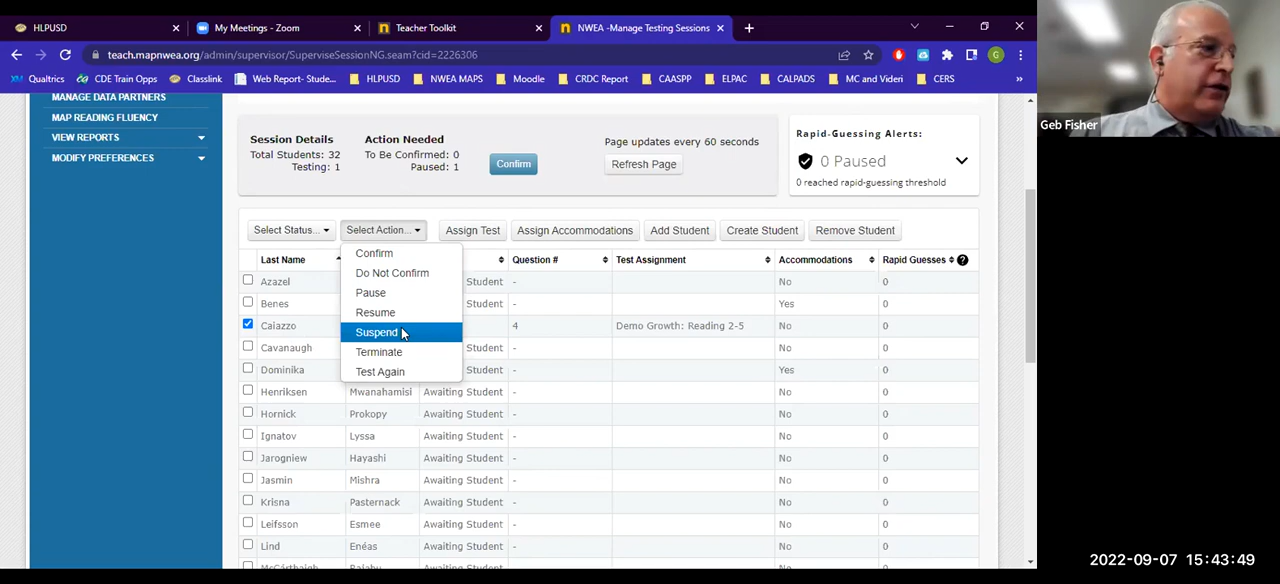 HLPUSD
My Meetings - Zoom
Teacher Toolkit
NWEA -Manage Testing Sessions
teach.mapnwea.org/admin/supervisor/SuperviseSessionNG.seam?cid=2226306
Qualtrics CDE Train Opps Classlink Web Report- Stude... HLPUSD NWEA MAPS Moodle CRDC Report CAASPP ELPAC CALPADS MC and Videri CERS
MANAGE DATA PARTNERS
MAP READING FLUENCY
VIEW REPORTS
MODIFY PREFERENCES
Session Details
Total Students: 32
Testing: 1
Action Needed
To Be Confirmed: 0
Paused: 1
Confirm
Page updates every 60 seconds
Refresh Page
Rapid-Guessing Alerts:
0 Paused
0 reached rapid-guessing threshold
Select Status... Select Action... Assign Test Assign Accommodations Add Student Create Student Remove Student
Confirm
Do Not Confirm
Pause
Resume
Suspend
Terminate
Test Again
Last Name Question # Test Assignment Accommodations Rapid Guesses ?
Azazel Student - No 0
Benes Student - Yes 0
Caiazzo 4 Demo Growth: Reading 2-5 No 0
Cavanaugh Student - No 0
Dominika Student - Yes 0
Henriksen Mwanahamisi Awaiting Student - No 0
Hornick Prokopy Awaiting Student - No 0
Ignatov Lyssa Awaiting Student - No 0
Jarogniew Hayashi Awaiting Student - No 0
Jasmin Mishra Awaiting Student - No 0
Krisna Pasternack Awaiting Student - No 0
Leifsson Esmee Awaiting Student - No 0
Lind Enéas Awaiting Student - No 0
Geb Fisher
2022-09-07 15:43:49